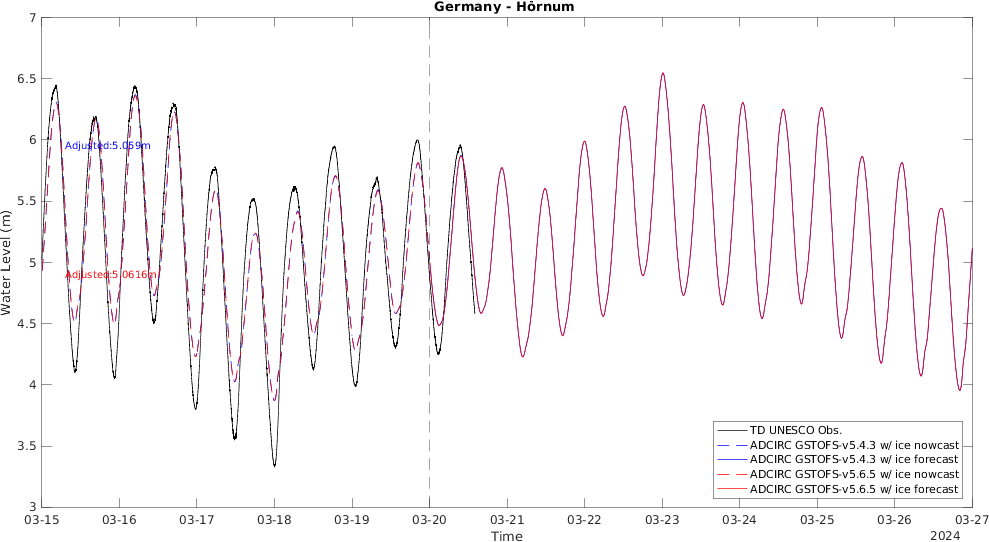 Germany - Hörnum
Water Level (m)
7
6.5
6
5.5
5
4.5
4
3.5
3
Adjusted:5.059m
Adjusted:5.0616m
TD UNESCO Obs.
ADCIRC GSTOFS-v5.4.3 w/ ice nowcast
ADCIRC GSTOFS-v5.4.3 w/ ice forecast
ADCIRC GSTOFS-v5.6.5 w/ ice nowcast
ADCIRC GSTOFS-v5.6.5 w/ ice forecast
03-15 03-16 03-17 03-18 03-19 03-20 03-21 03-22 03-23 03-24 03-25 03-26 03-27
Time
2024